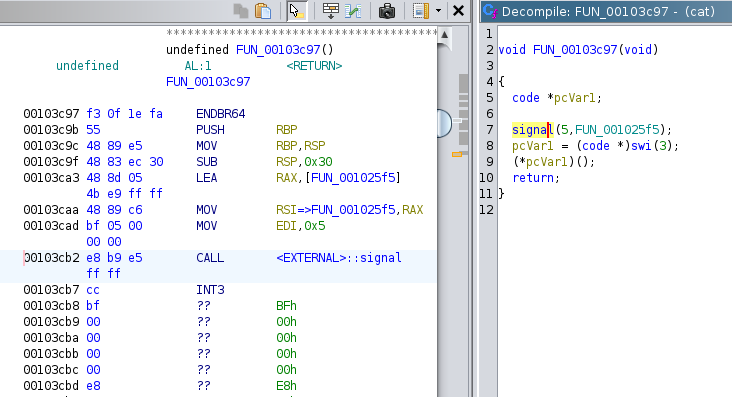 Decompile: FUN_00103c97 - (cat)
****************************************
undefined FUN_00103c97()
undefined AL:1 <RETURN>
FUN_00103c97
00103c97 f3 0f 1e fa ENDBR64
00103c9b 55 PUSH RBP
00103c9c 48 89 e5 MOV RBP,RSP
00103c9f 48 83 ec 30 SUB RSP,0x30
00103ca3 48 8d 05 LEA RAX,[FUN_001025f5]
4b e9 ff ff
00103caa 48 89 c6 MOV RSI=>FUN_001025f5,RAX
00103cad bf 05 00 MOV EDI,0x5
00 00
00103cb2 e8 b9 e5 CALL <EXTERNAL>::signal
ff ff
00103cb7 cc INT3
00103cb8 bf ?? BFh
00103cb9 00 ?? 00h
00103cba 00 ?? 00h
00103cbb 00 ?? 00h
00103cbc 00 ?? 00h
00103cbd e8 ?? E8h
1
2 void FUN_00103c97(void)
3
4 {
5 code *pcVar1;
6
7 signal(5,FUN_001025f5);
8 pcVar1 = (code *)swi(3);
9 (*pcVar1)();
10 return;
11 }
12